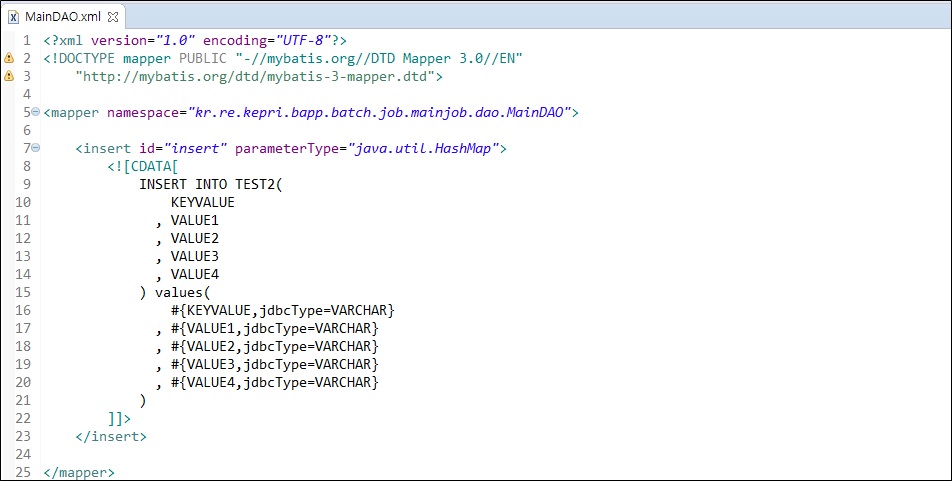 MainDAO.xml
1 <?xml version="1.0" encoding="UTF-8"?>
2 <!DOCTYPE mapper PUBLIC "-//mybatis.org//DTD Mapper 3.0//EN"
3     "http://mybatis.org/dtd/mybatis-3-mapper.dtd">
4
5 <mapper namespace="kr.re.kepri.bapp.batch.job.mainjob.dao.MainDAO">
6
7     <insert id="insert" parameterType="java.util.HashMap">
8         <![CDATA[
9             INSERT INTO TEST2(
10                 KEYVALUE
11               , VALUE1
12               , VALUE2
13               , VALUE3
14               , VALUE4
15             ) values(
16                 #{KEYVALUE,jdbcType=VARCHAR}
17               , #{VALUE1,jdbcType=VARCHAR}
18               , #{VALUE2,jdbcType=VARCHAR}
19               , #{VALUE3,jdbcType=VARCHAR}
20               , #{VALUE4,jdbcType=VARCHAR}
21             )
22         ]]>
23     </insert>
24
25 </mapper>